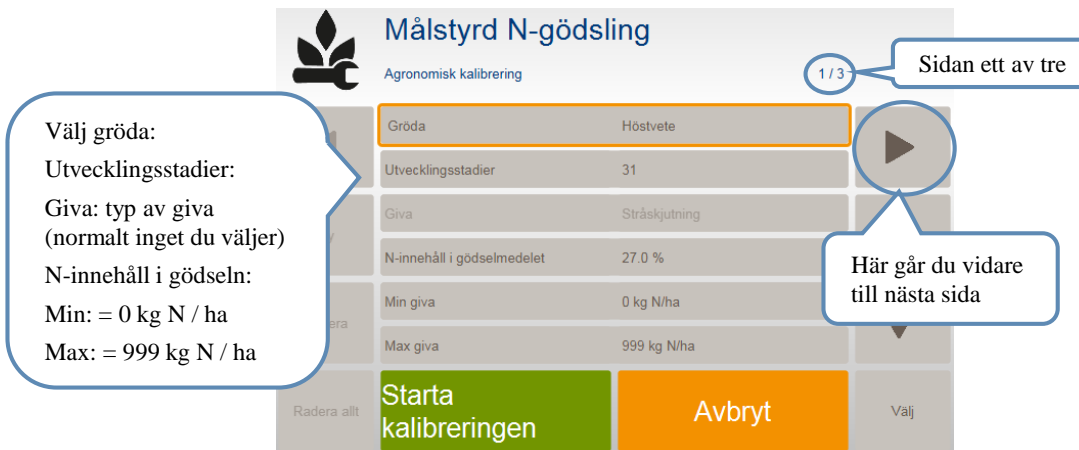 Målstyrd N-gödsling
Agronomisk kalibrering
1 / 3
Sidan ett av tre
Välj gröda:
Utvecklingsstadier:
Giva: typ av giva
(normalt inget du väljer)
N-innehåll i gödseln:
Min: = 0 kg N / ha
Max: = 999 kg N / ha
Gröda Höstvete
Utvecklingsstadier 31
Giva Stråskjutning
N-innehåll i gödselmedelet 27.0 %
Min giva 0 kg N/ha
Max giva 999 kg N/ha
Här går du vidare
till nästa sida
Radera allt
Starta
kalibreringen
Avbryt
Välj